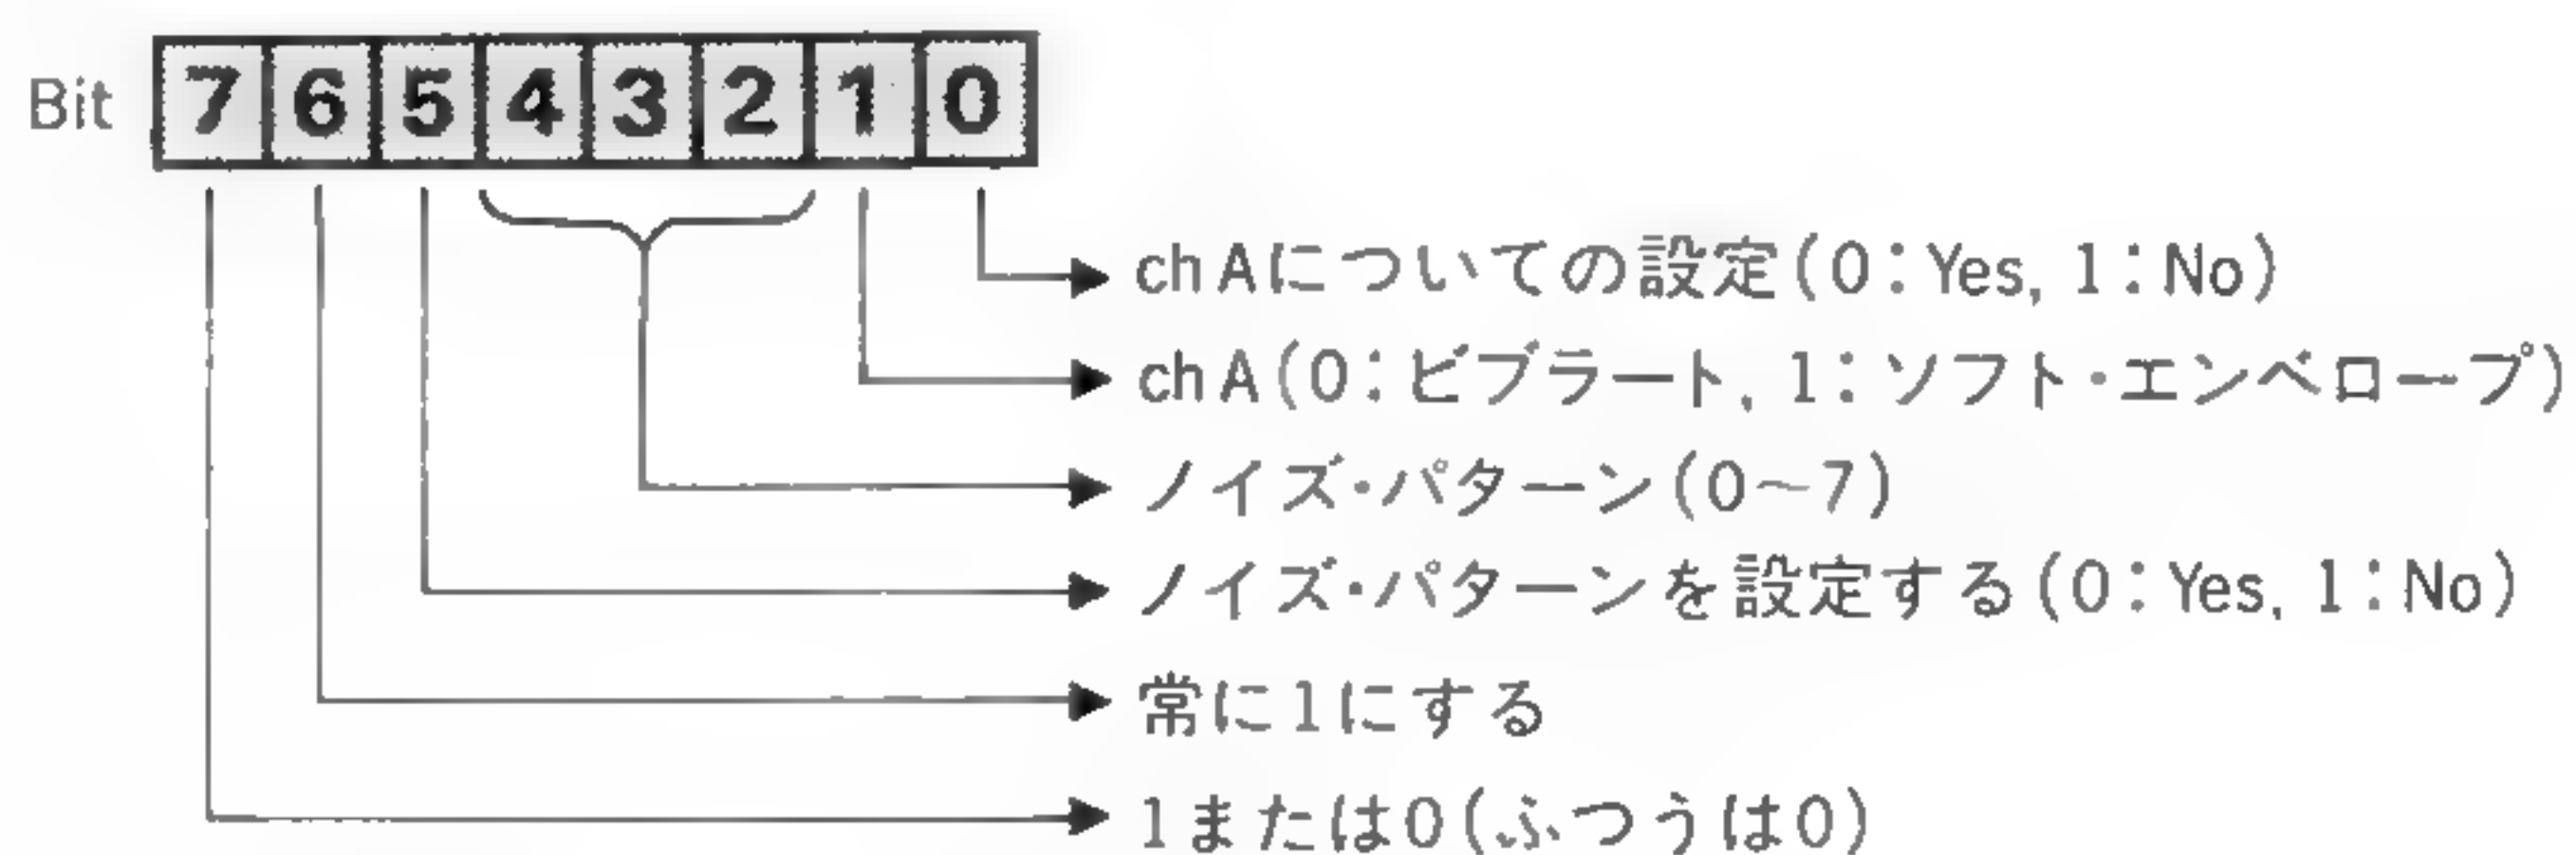 Bit 7 6 5 4 3 2 1 0
ch Aについての設定(0:Yes, 1:No)
ch A(0:ビブラート, 1:ソフト・エンベロープ)
ノイズ・パターン(0〜7)
ノイズ・パターンを設定する(0:Yes, 1:No)
常に1にする
1または0(ふつうは0)